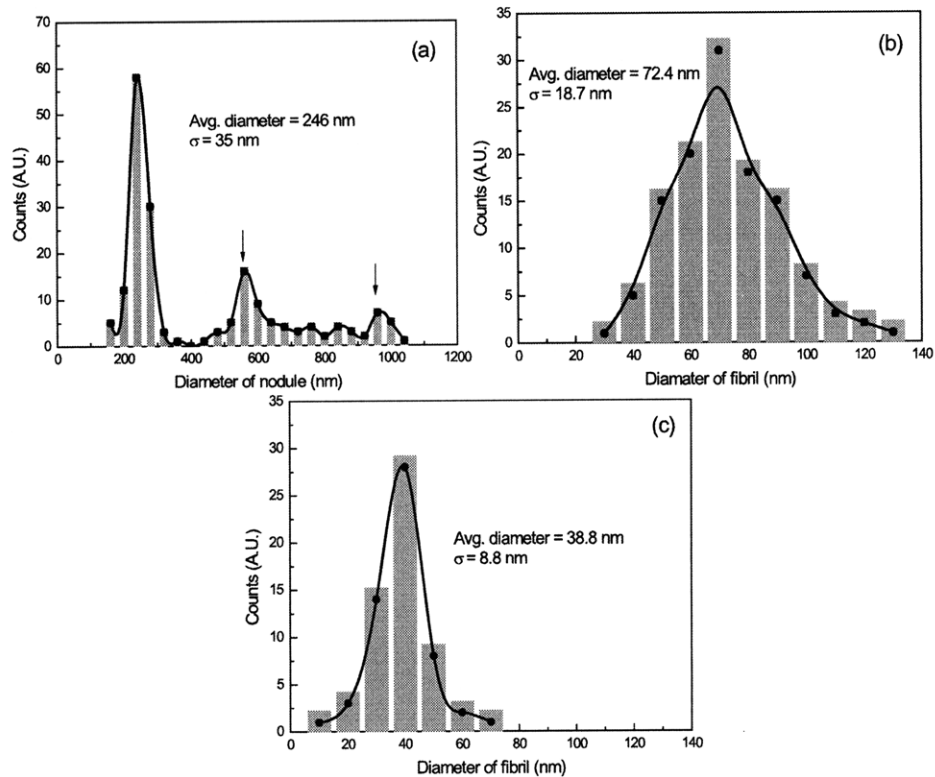 (a)
Avg. diameter = 246 nm
σ = 35 nm
Counts (A.U.)
70
60
50
40
30
20
10
0
0 200 400 600 800 1000 1200
Diameter of nodule (nm)
(b)
Avg. diameter = 72.4 nm
σ = 18.7 nm
Counts (A.U.)
35
30
25
20
15
10
5
0
20 40 60 80 100 120 140
Diamater of fibril (nm)
(c)
Avg. diameter = 38.8 nm
σ = 8.8 nm
Counts (A.U.)
35
30
25
20
15
10
5
0
0 20 40 60 80 100 120 140
Diameter of fibril (nm)